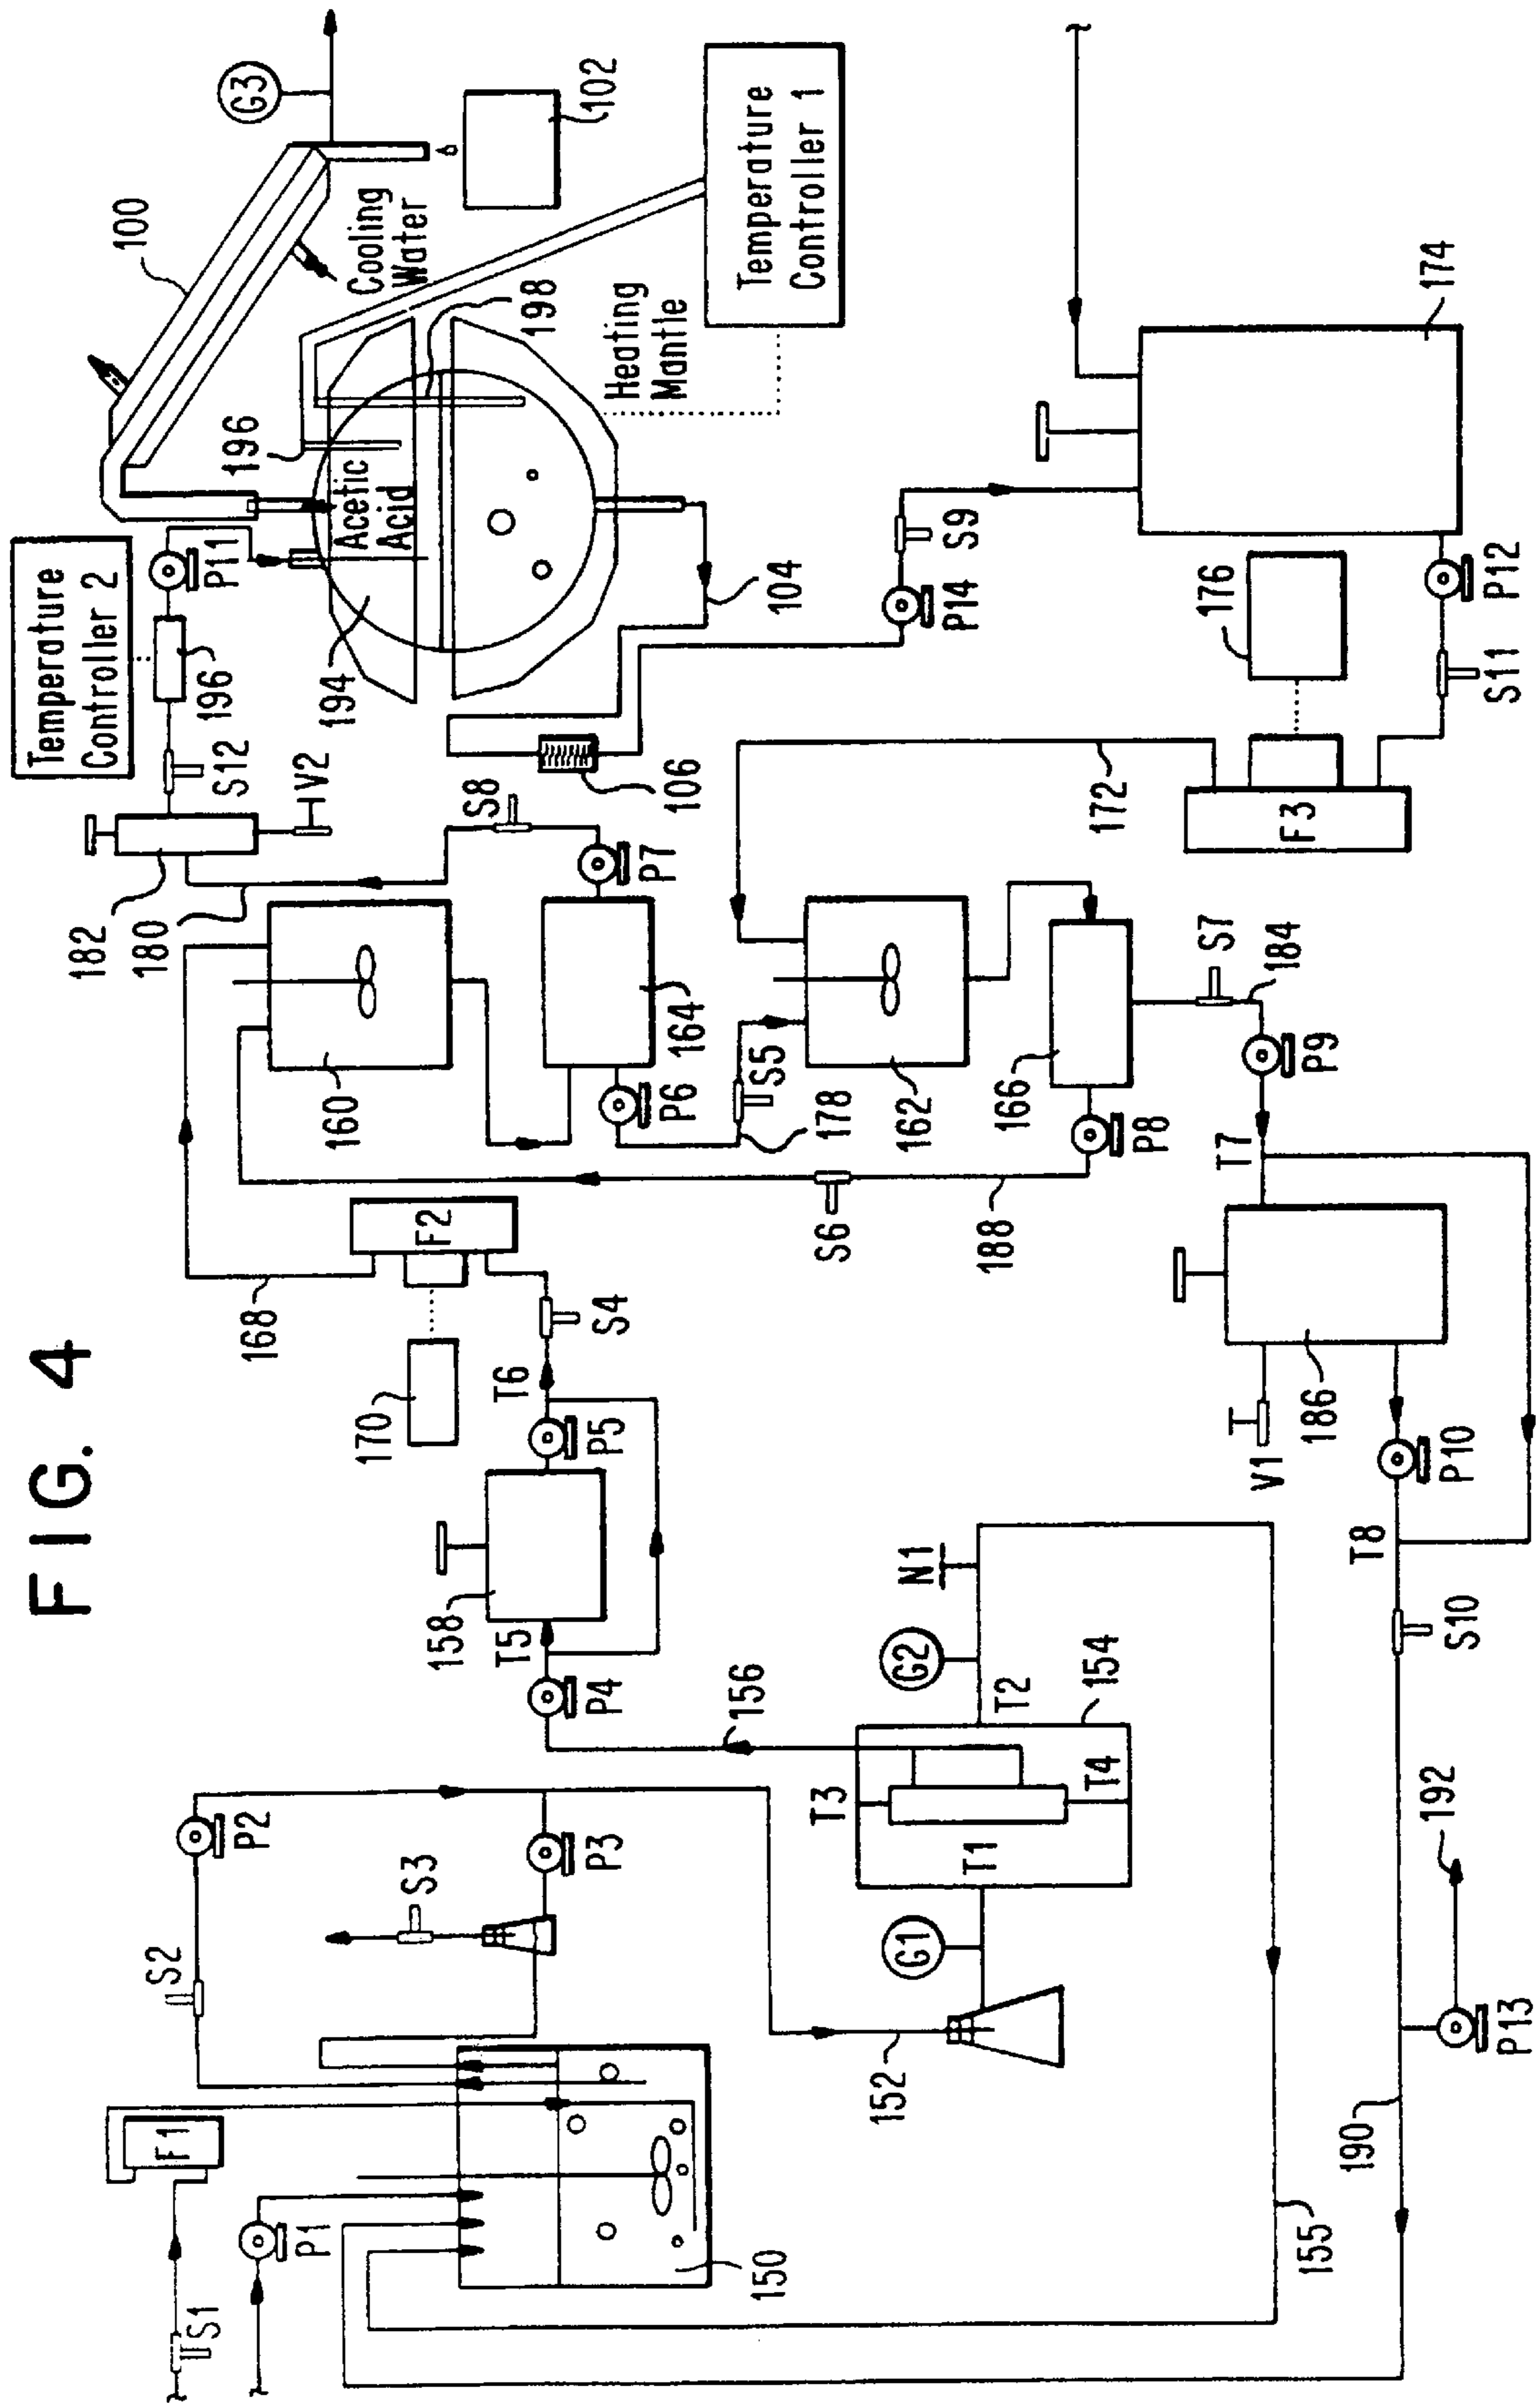 FIG. 4
Temperature
Controller 2
Temperature
Controller 1
Heating
Mantle
Cooling
Water
Acetic
Acid
100
102
104
106
G3
P11
196
196
198
194
S12
V2
182
180
S8
P7
160
164
P6
S5
178
162
166
P8
S6
188
S7
184
P9
T7
172
F3
176
S11
P12
174
S9
P14
168
F2
170
S4
T6
P5
158
T5
P4
156
V1
186
P10
T8
S10
192
P13
190
N1
G2
T2
154
T3
T4
T1
G1
152
155
P2
P3
S3
S2
F1
P1
S1
150